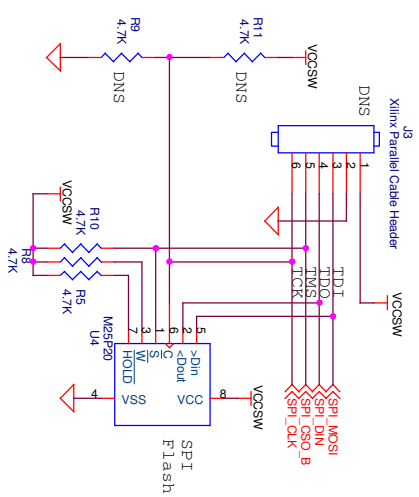 R9
4.7K
DNS
R11
4.7K
DNS
VCCSW
DNS
J3
Xilinx Parallel Cable Header
6
5
4
3
2
1
VCCSW
TDI
TDO
TMS
TCK
SPI_MOSI
SPI_DIN
SPI_CSO_B
SPI_CLK
VCCSW
R10
4.7K
R8
4.7K
R5
4.7K
M25P20
U4
7
3
1
6
2
5
HOLD
W
S
C
<Dout
>Din
4
VSS
VCC
8
VCCSW
SPI
Flash